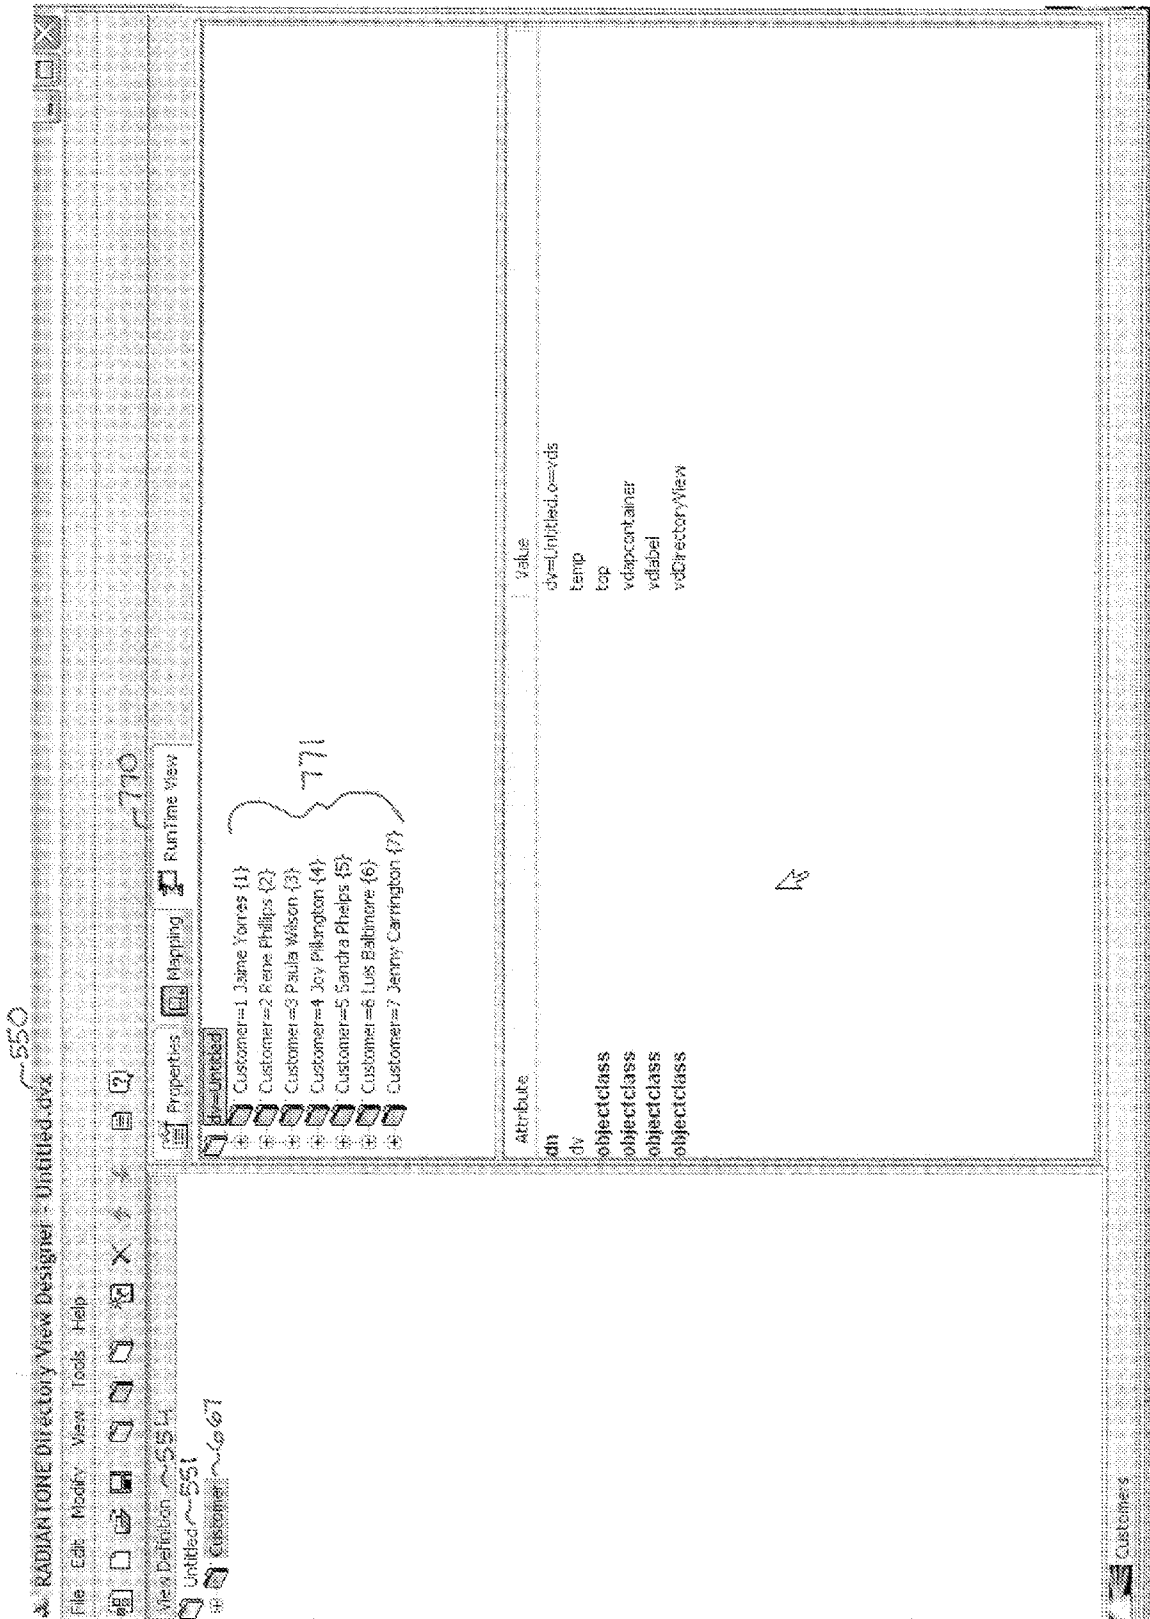 ~550
RADIANTONE Directory View Designer - Untitled.dvx
File Edit Modify View Tools Help
View Definition ~554
Untitled ~551
Customer ~667
770
Properties Mapping RunTime View
dv=Untitled
Customer=1 Jaime Yorres {1}
Customer=2 Rene Phillips {2}
Customer=3 Paula Wilson {3}
Customer=4 Joy Pilkington {4}
Customer=5 Sandra Phelps {5}
Customer=6 Luis Baltimore {6}
Customer=7 Jenny Carrington {7}
771
Attribute Value
dn dv=Untitled,o=vds
dv temp
objectclass top
objectclass vdapcontainer
objectclass vdlabel
objectclass vdDirectoryView
Customers